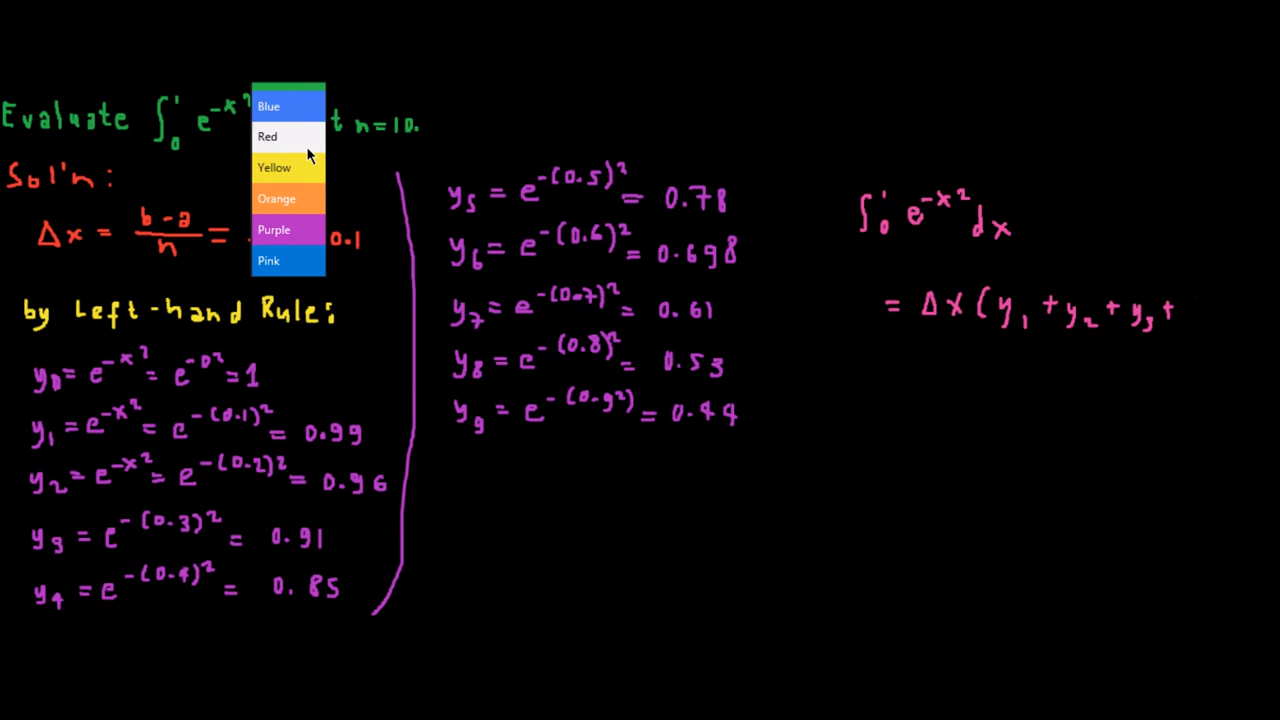 Evaluate ∫₀¹ e^-x² t n=10.
Sol'n:
Δx = b-a/n = 0.1
by Left-hand Rule:
y₀ = e^-x² = e^-0² = 1
y₁ = e^-x² = e^-(0.1)² = 0.99
y₂ = e^-x² = e^-(0.2)² = 0.96
y₃ = e^-(0.3)² = 0.91
y₄ = e^-(0.4)² = 0.85
Blue
Red
Yellow
Orange
Purple
Pink
y₅ = e^-(0.5)² = 0.78
y₆ = e^-(0.6)² = 0.698
y₇ = e^-(0.7)² = 0.61
y₈ = e^-(0.8)² = 0.53
y₉ = e^-(0.9²) = 0.44
∫₀¹ e^-x² dx
= Δx (y₁ + y₂ + y₃ +